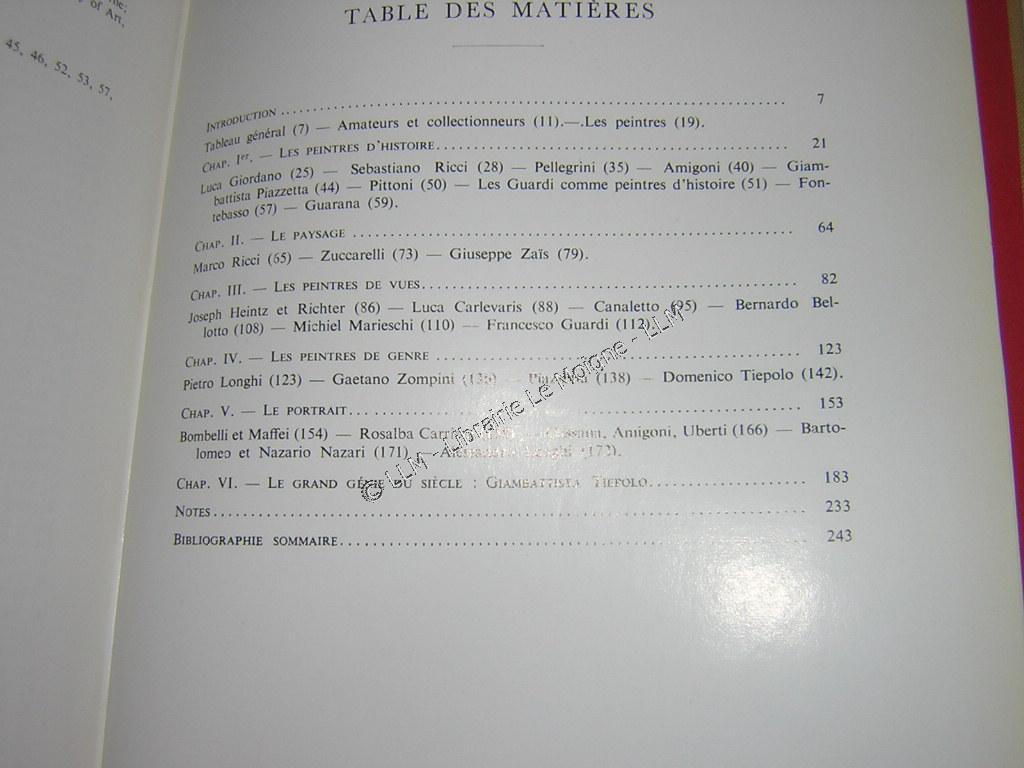 of Art,
45, 46, 52, 53, 57,
TABLE DES MATIÈRES
INTRODUCTION ........ 7
Tableau général (7) — Amateurs et collectionneurs (11).—.Les peintres (19).
CHAP. Ier. — LES PEINTRES D'HISTOIRE........ 21
Luca Giordano (25) — Sebastiano Ricci (28) — Pellegrini (35) — Amigoni (40) — Giam-
battista Piazzetta (44) — Pittoni (50) — Les Guardi comme peintres d'histoire (51) — Fon-
tebasso (57) — Guarana (59).
CHAP. II. — LE PAYSAGE ........ 64
Marco Ricci (65) — Zuccarelli (73) — Giuseppe Zaïs (79).
CHAP. III. — LES PEINTRES DE VUES........ 82
Joseph Heintz et Richter (86) — Luca Carlevaris (88) — Canaletto (95) — Bernardo Bel-
lotto (108) — Michiel Marieschi (110) — Francesco Guardi (112).
CHAP. IV. — LES PEINTRES DE GENRE ........ 123
Pietro Longhi (123) — Gaetano Zompini — (138) — Domenico Tiepolo (142).
CHAP. V. — LE PORTRAIT........ 153
Bombelli et Maffei (154) — Rosalba Amigoni, Uberti (166) — Barto-
lomeo et Nazario Nazari (171) — (172).
CHAP. VI. — LE GRAND GÉNIE DU SIÈCLE : GIAMBATTISTA TIEPOLO........ 183
NOTES........ 233
BIBLIOGRAPHIE SOMMAIRE........ 243
© LLM - Librairie Le Moigne - LLM